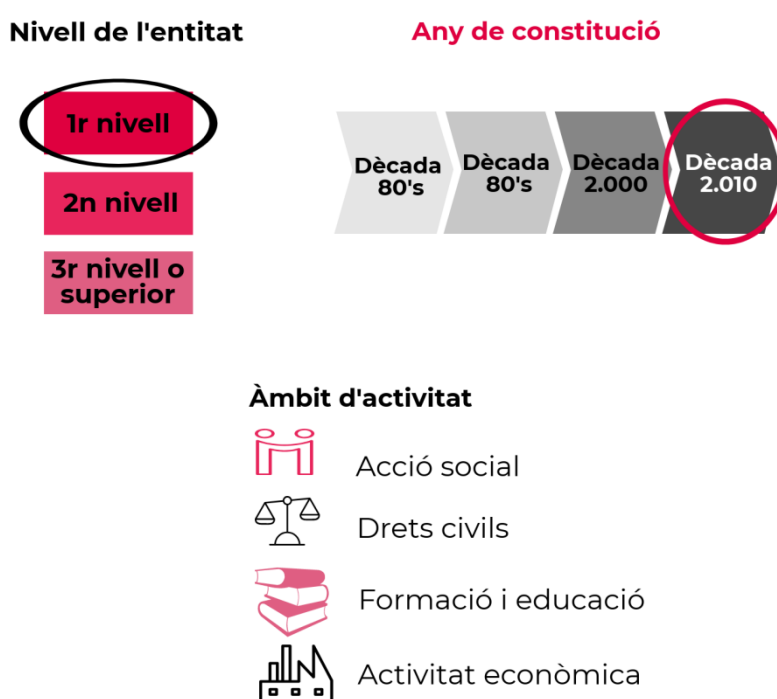 Nivell de l'entitat
1r nivell
2n nivell
3r nivell o
superior
Any de constitució
Dècada
80's
Dècada
80's
Dècada
2.000
Dècada
2.010
Àmbit d'activitat
Acció social
Drets civils
Formació i educació
Activitat econòmica